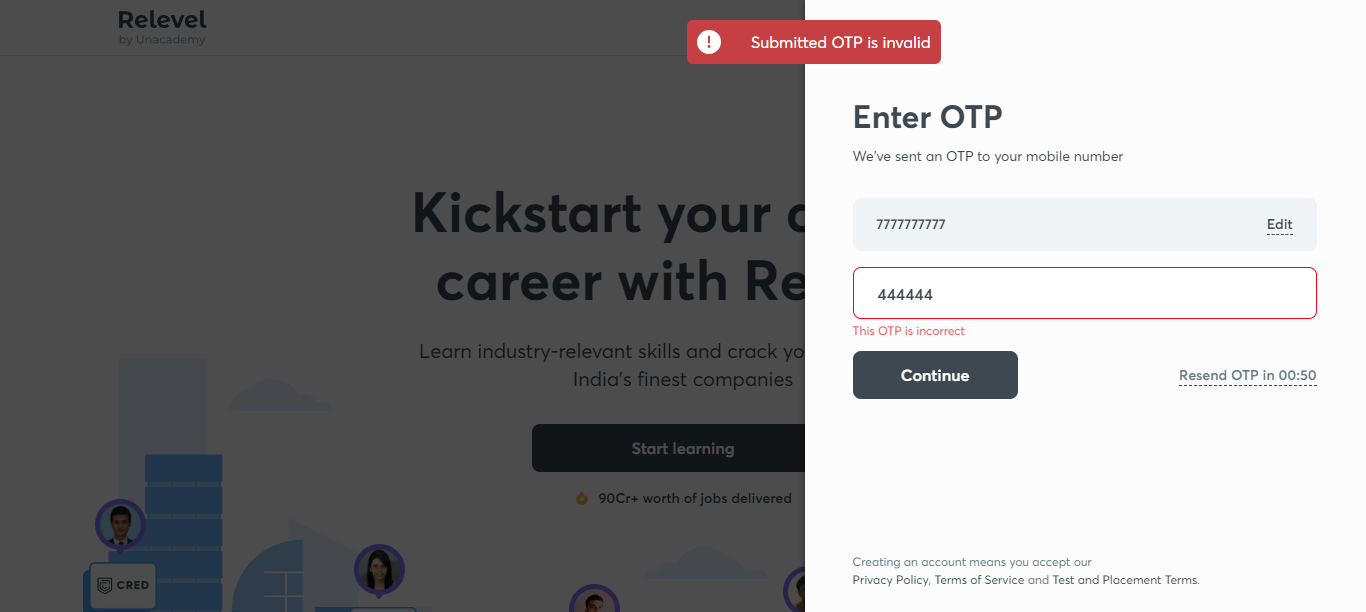 Relevel
by Unacademy
Submitted OTP is invalid
Kickstart your
career with Re
Learn industry-relevant skills and crack yo
India's finest companies
Start learning
90Cr+ worth of jobs delivered
CRED
Enter OTP
We've sent an OTP to your mobile number
7777777777 Edit
444444
This OTP is incorrect
Continue
Resend OTP in 00:50
Creating an account means you accept our
Privacy Policy, Terms of Service and Test and Placement Terms.